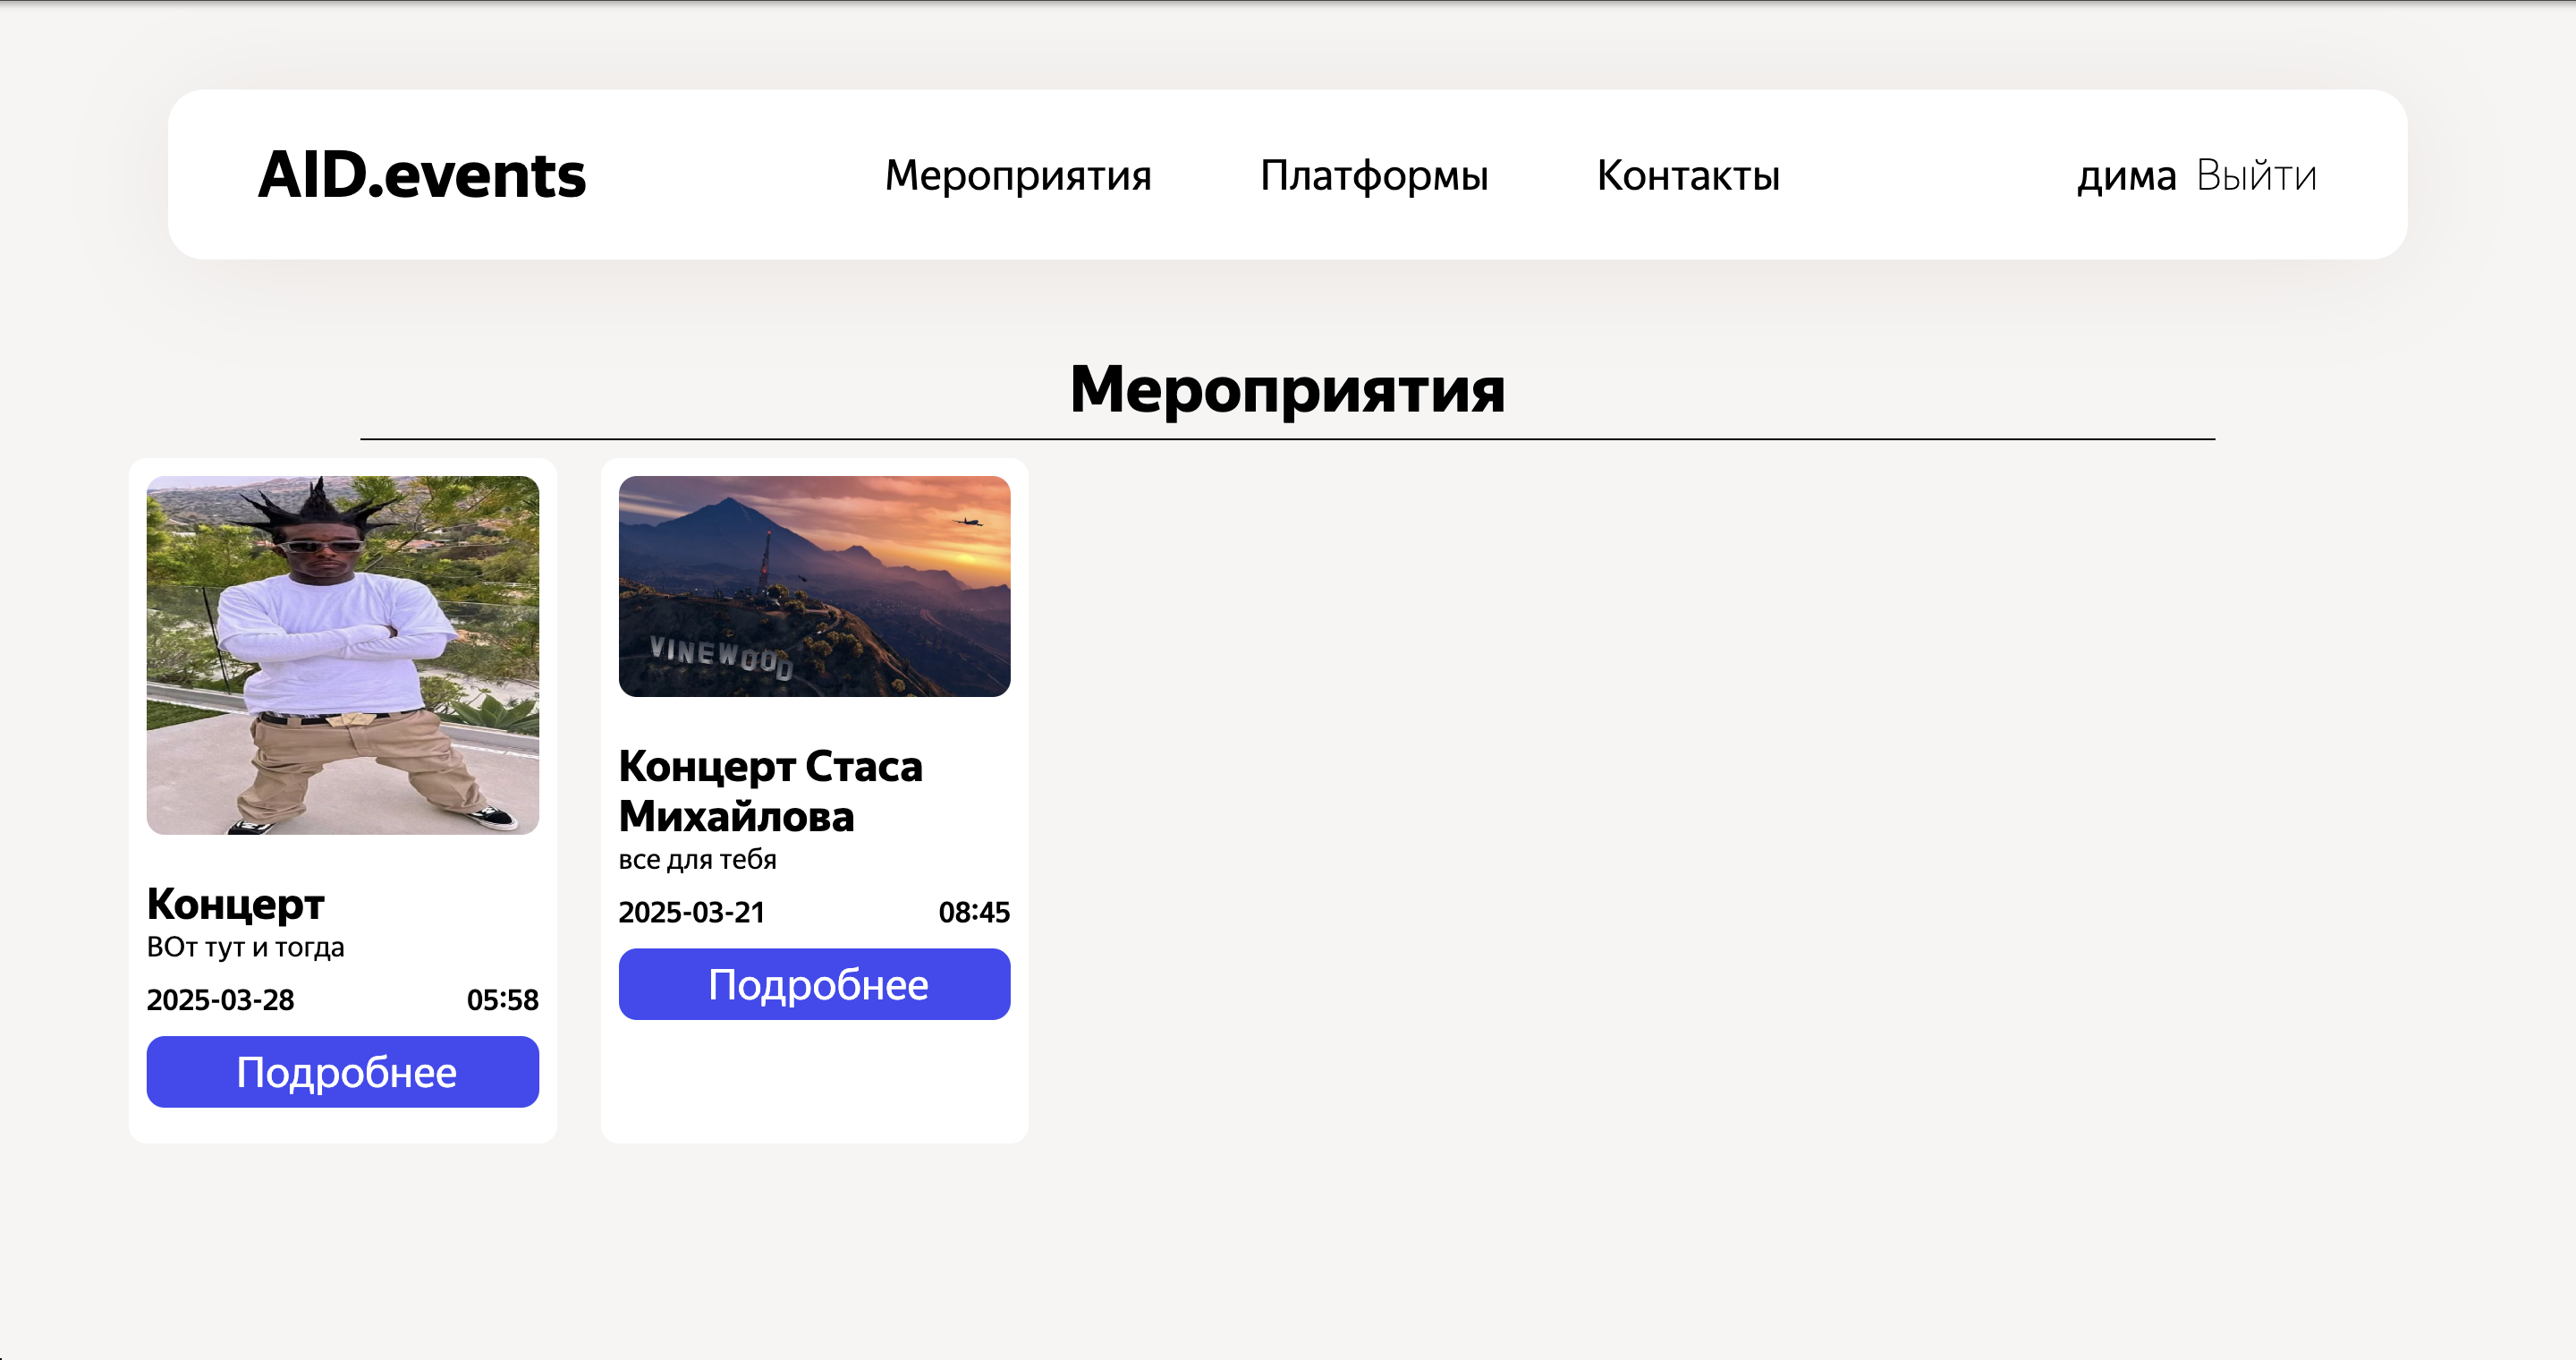 AID.events
Мероприятия
Платформы
Контакты
дима Выйти
Мероприятия
Концерт
ВОт тут и тогда
2025-03-28 05:58
Подробнее
VINEWOOD
Концерт Стаса
Михайлова
все для тебя
2025-03-21 08:45
Подробнее